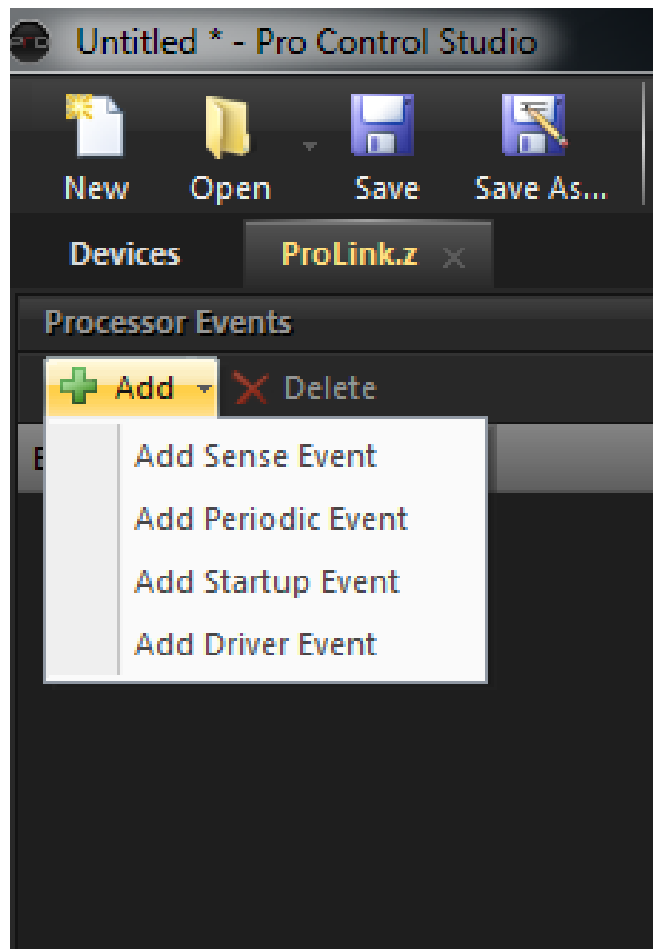 Untitled * - Pro Control Studio
New Open Save Save As...
Devices ProLink.z
Processor Events
Add Delete
Add Sense Event
Add Periodic Event
Add Startup Event
Add Driver Event